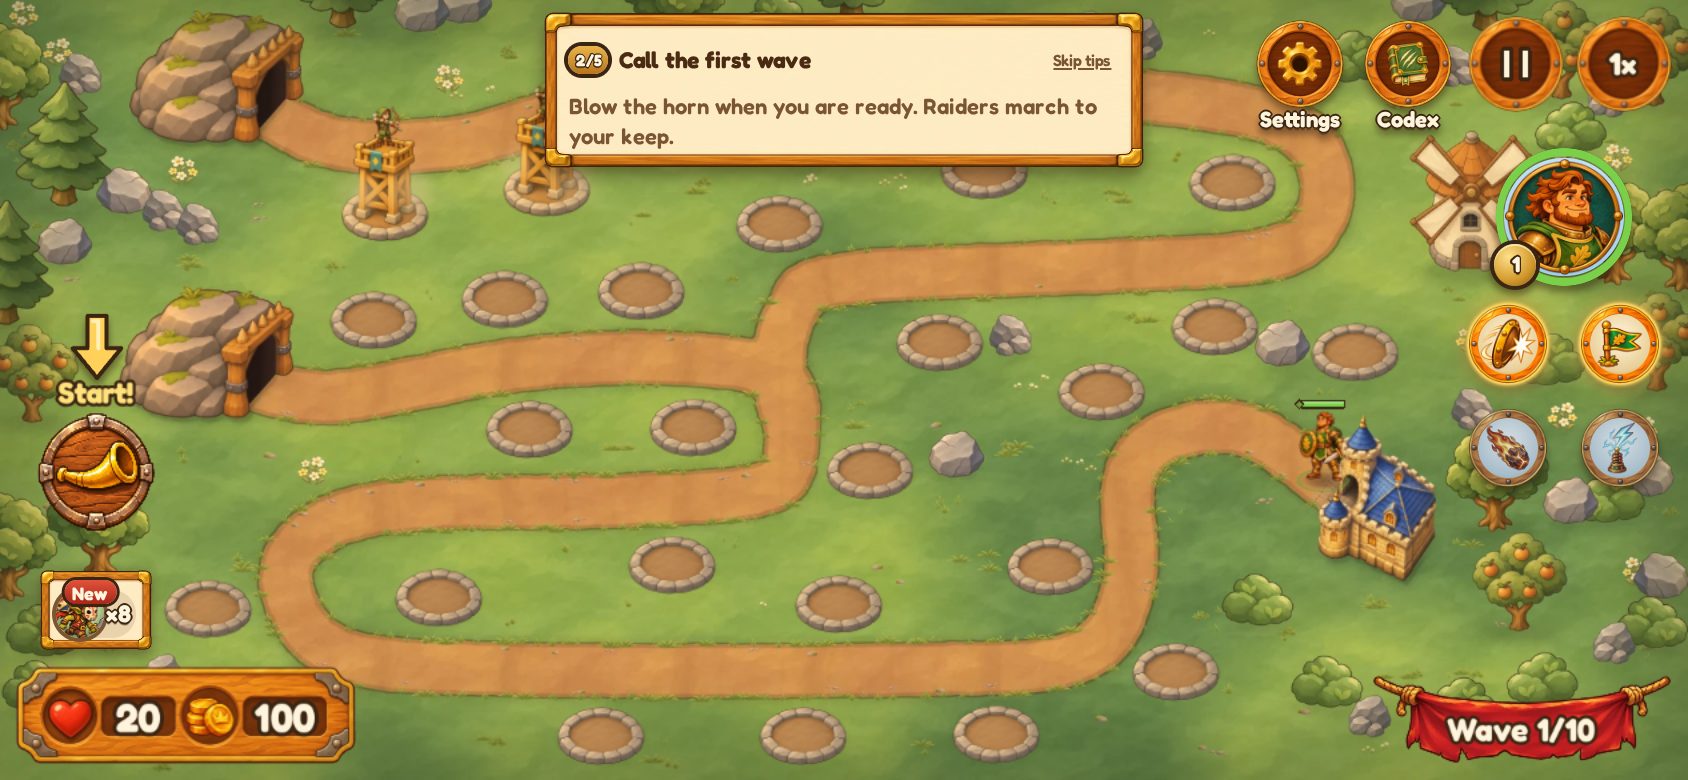 2/5 Call the first wave Skip tips
Blow the horn when you are ready. Raiders march to
your keep.
1x
Settings Codex
1
Start!
New
x8
20 100
Wave 1/10